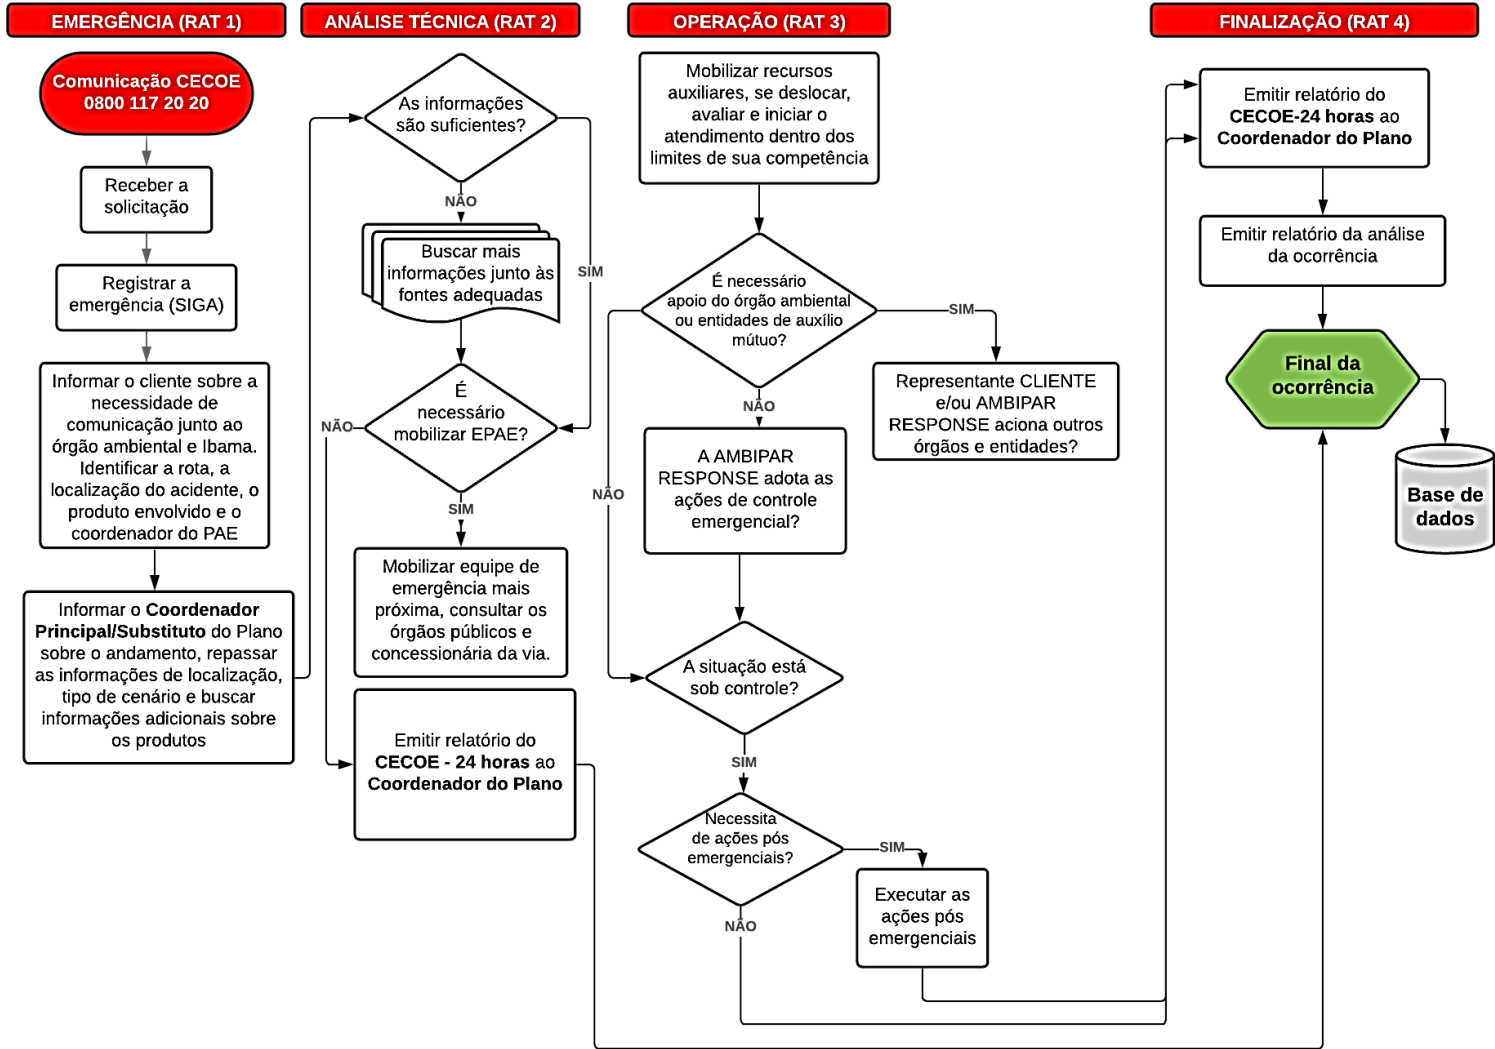 EMERGÊNCIA (RAT 1)
Comunicação CECOE
0800 117 20 20
Receber a
solicitação
Registrar a
emergência (SIGA)
Informar o cliente sobre a
necessidade de
comunicação junto ao
órgão ambiental e Ibama.
Identificar a rota, a
localização do acidente, o
produto envolvido e o
coordenador do PAE
Informar o Coordenador
Principal/Substituto do Plano
sobre o andamento, repassar
as informações de localização,
tipo de cenário e buscar
informações adicionais sobre
os produtos
ANÁLISE TÉCNICA (RAT 2)
As informações
são suficientes?
NÃO
SIM
Buscar mais
informações junto às
fontes adequadas
É
necessário
mobilizar EPAE?
NÃO
SIM
Mobilizar equipe de
emergência mais
próxima, consultar os
órgãos públicos e
concessionária da via.
Emitir relatório do
CECOE - 24 horas ao
Coordenador do Plano
OPERAÇÃO (RAT 3)
Mobilizar recursos
auxiliares, se deslocar,
avaliar e iniciar o
atendimento dentro dos
limites de sua competência
É necessário
apoio do órgão ambiental
ou entidades de auxílio
mútuo?
SIM
NÃO
NÃO
Representante CLIENTE
e/ou AMBIPAR
RESPONSE aciona outros
órgãos e entidades?
A AMBIPAR
RESPONSE adota as
ações de controle
emergencial?
A situação está
sob controle?
SIM
Necessita
de ações pós
emergenciais?
SIM
NÃO
Executar as
ações pós
emergenciais
FINALIZAÇÃO (RAT 4)
Emitir relatório do
CECOE-24 horas ao
Coordenador do Plano
Emitir relatório da análise
da ocorrência
Final da
ocorrência
Base de
dados